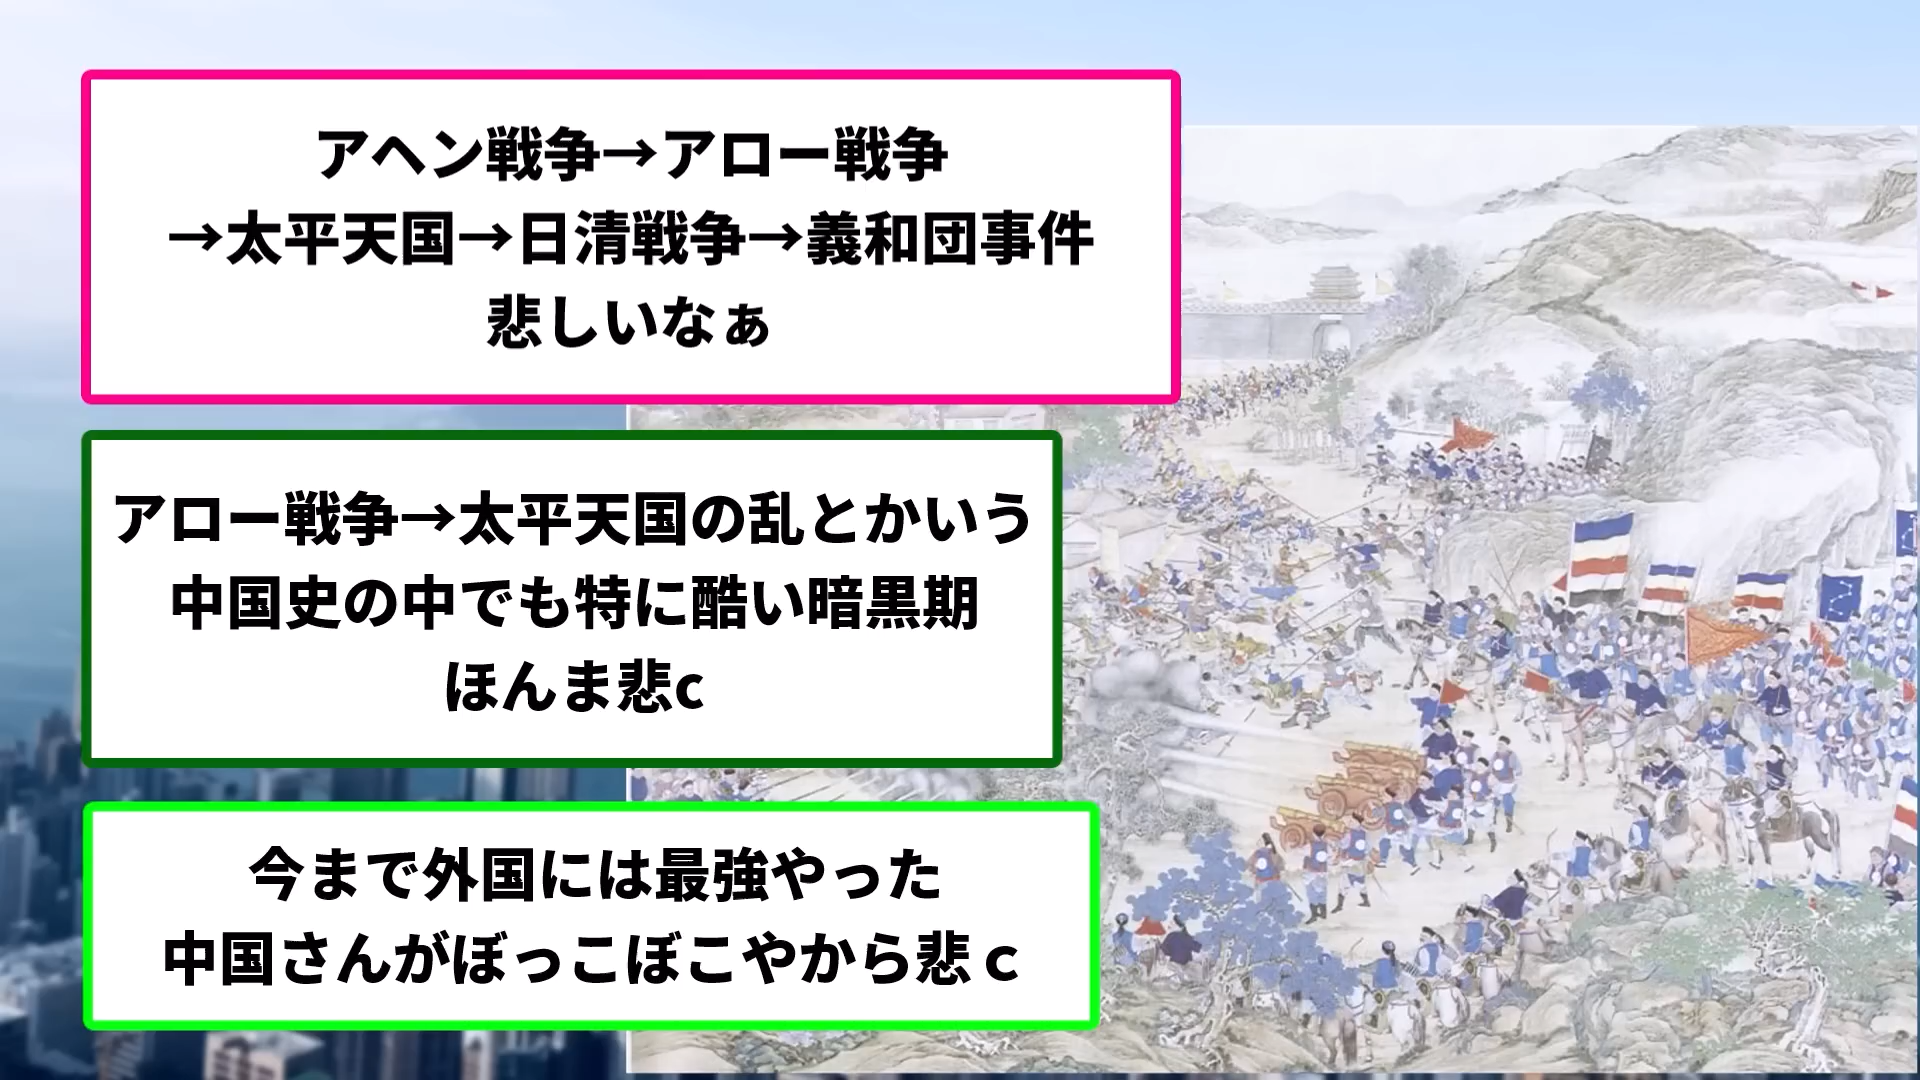 アヘン戦争→アロー戦争
→太平天国→日清戦争→義和団事件
悲しいなぁ
アロー戦争→太平天国の乱とかいう
中国史の中でも特に酷い暗黒期
ほんま悲c
今まで外国には最強やった
中国さんがぼっこぼこやから悲ｃ